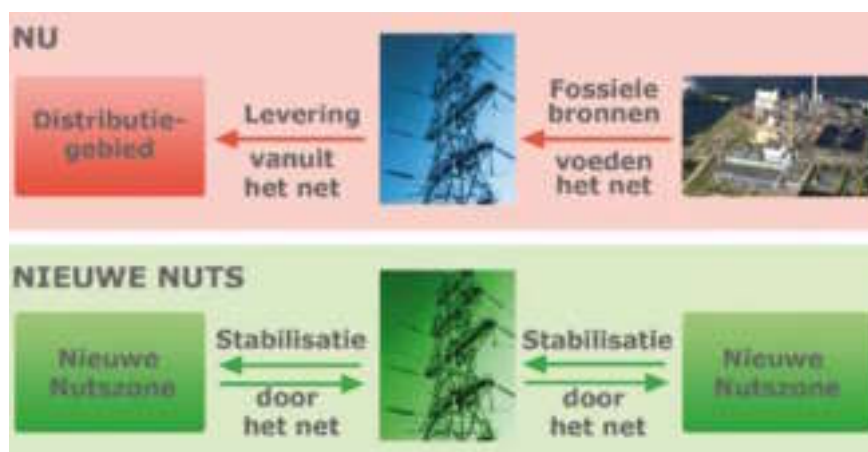 NU
Distributie-
gebied
Levering
vanuit
het net
Fossiele
bronnen
voeden
het net
NIEUWE NUTS
Nieuwe
Nutszone
Stabilisatie
door
het net
Stabilisatie
door
het net
Nieuwe
Nutszone